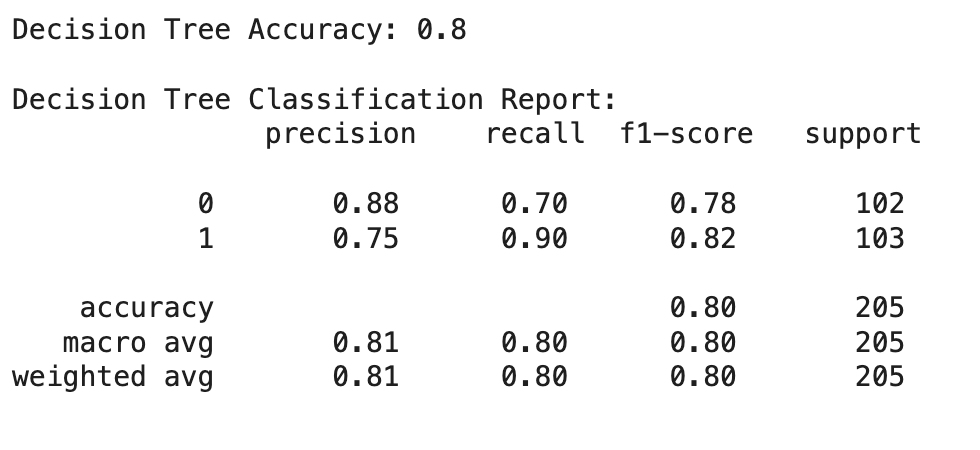 Decision Tree Accuracy: 0.8
Decision Tree Classification Report:
precision recall f1-score support
0 0.88 0.70 0.78 102
1 0.75 0.90 0.82 103
accuracy 0.80 205
macro avg 0.81 0.80 0.80 205
weighted avg 0.81 0.80 0.80 205